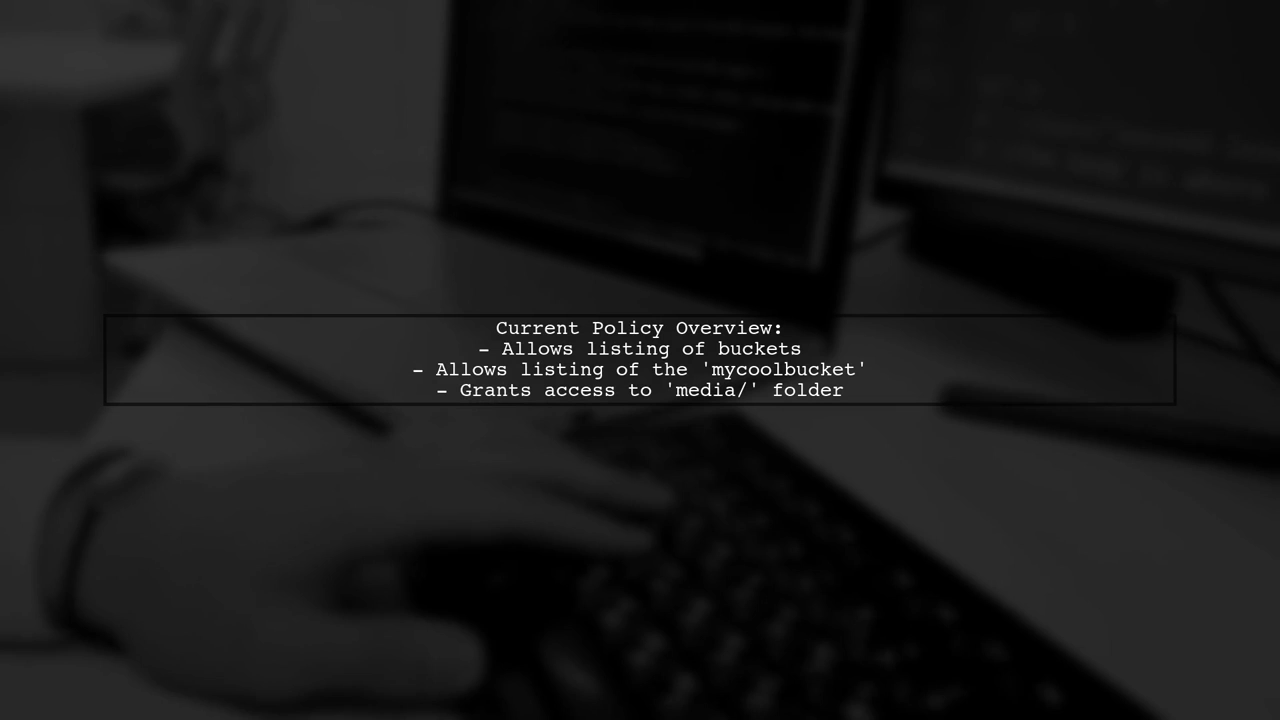 Current Policy Overview:
- Allows listing of buckets
- Allows listing of the 'mycoolbucket'
- Grants access to 'media/' folder